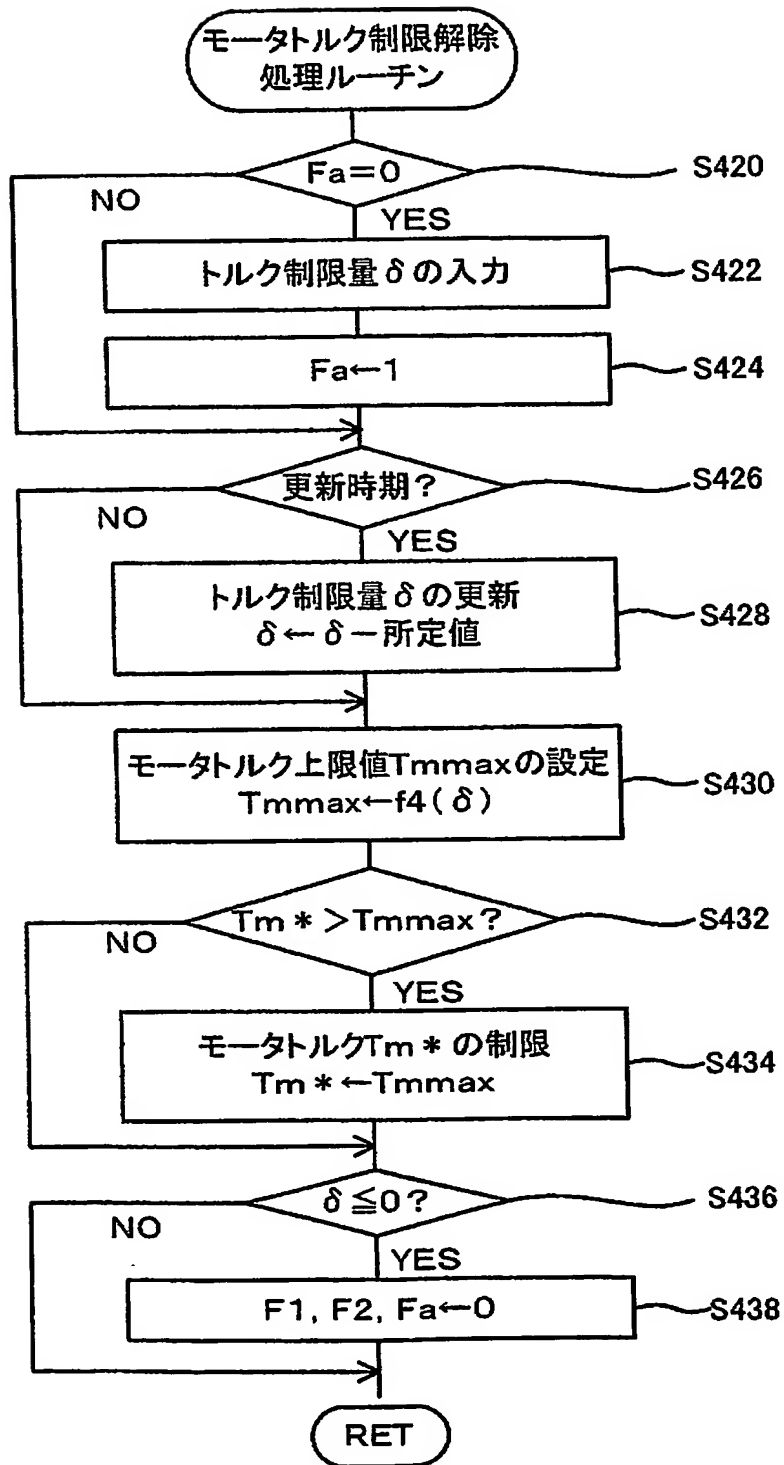 モータトルク制限解除
処理ルーチン
Fa=0
S420
NO
YES
トルク制限量δの入力
S422
Fa←1
S424
更新時期?
S426
NO
YES
トルク制限量δの更新
δ←δ-所定値
S428
モータトルク上限値Tmmaxの設定
Tmmax←f4(δ)
S430
Tm*>Tmmax?
S432
NO
YES
モータトルクTm*の制限
Tm*←Tmmax
S434
δ≦0?
S436
NO
YES
F1, F2, Fa←0
S438
RET